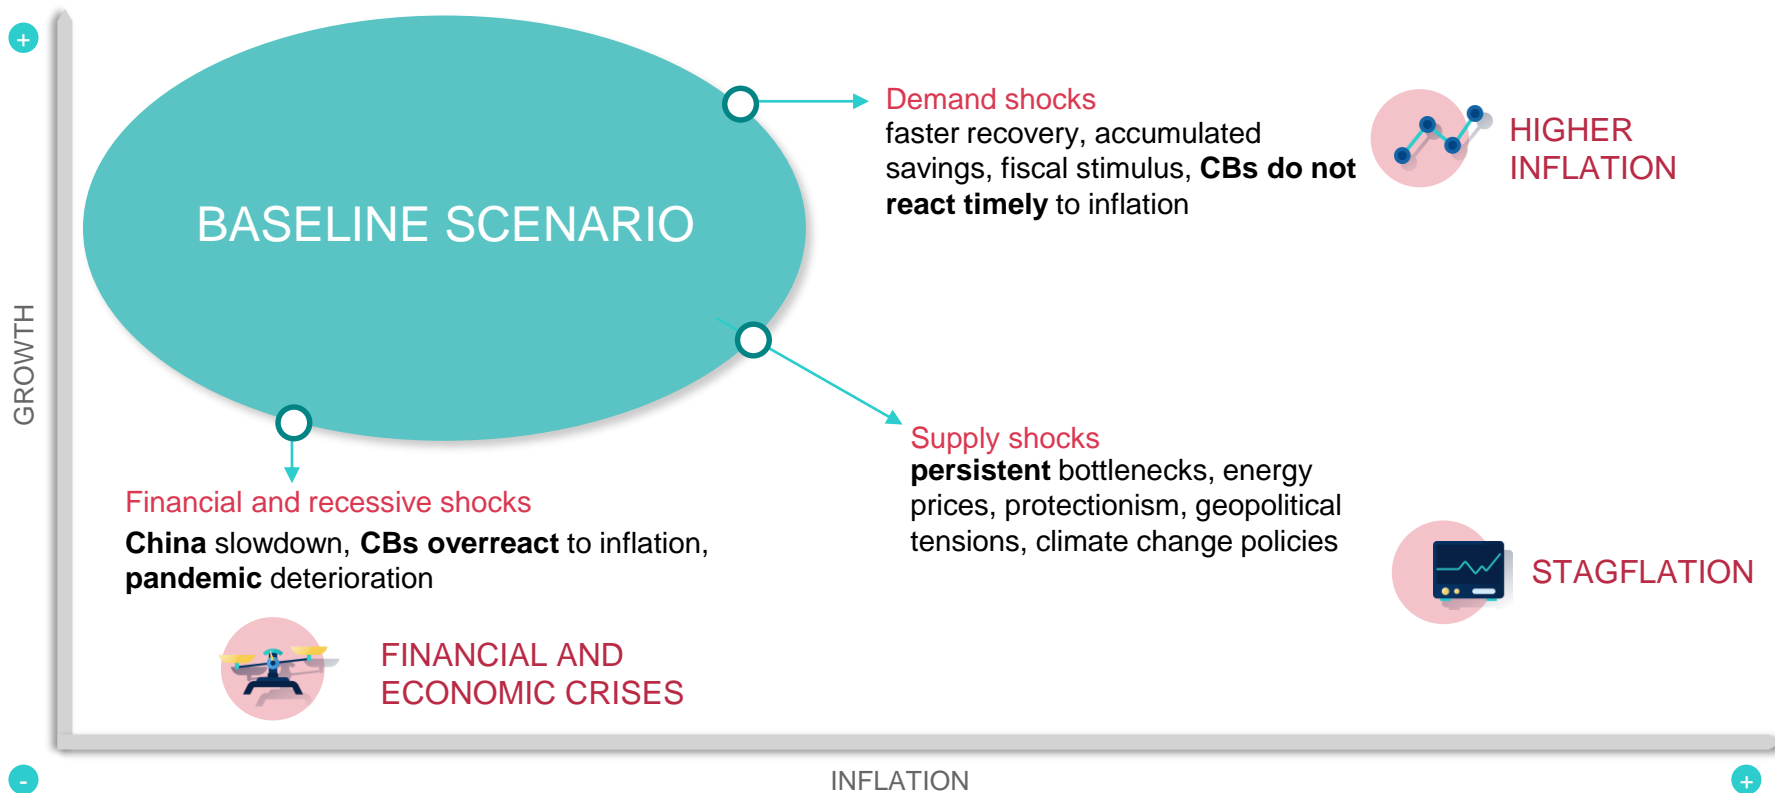 +
BASELINE SCENARIO
Demand shocks
faster recovery, accumulated
savings, fiscal stimulus, CBs do not
react timely to inflation
HIGHER
INFLATION
GROWTH
Supply shocks
persistent bottlenecks, energy
prices, protectionism, geopolitical
tensions, climate change policies
STAGFLATION
Financial and recessive shocks
China slowdown, CBs overreact to inflation,
pandemic deterioration
FINANCIAL AND
ECONOMIC CRISES
-
INFLATION
+